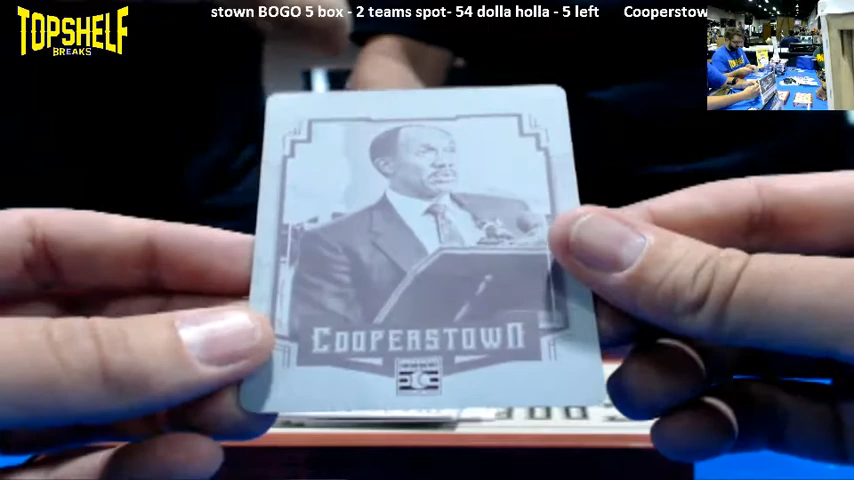 TOPSHELF
BREAKS
stown BOGO 5 box - 2 teams spot- 54 dolla holla - 5 left Cooperstow
COOPERSTOWN